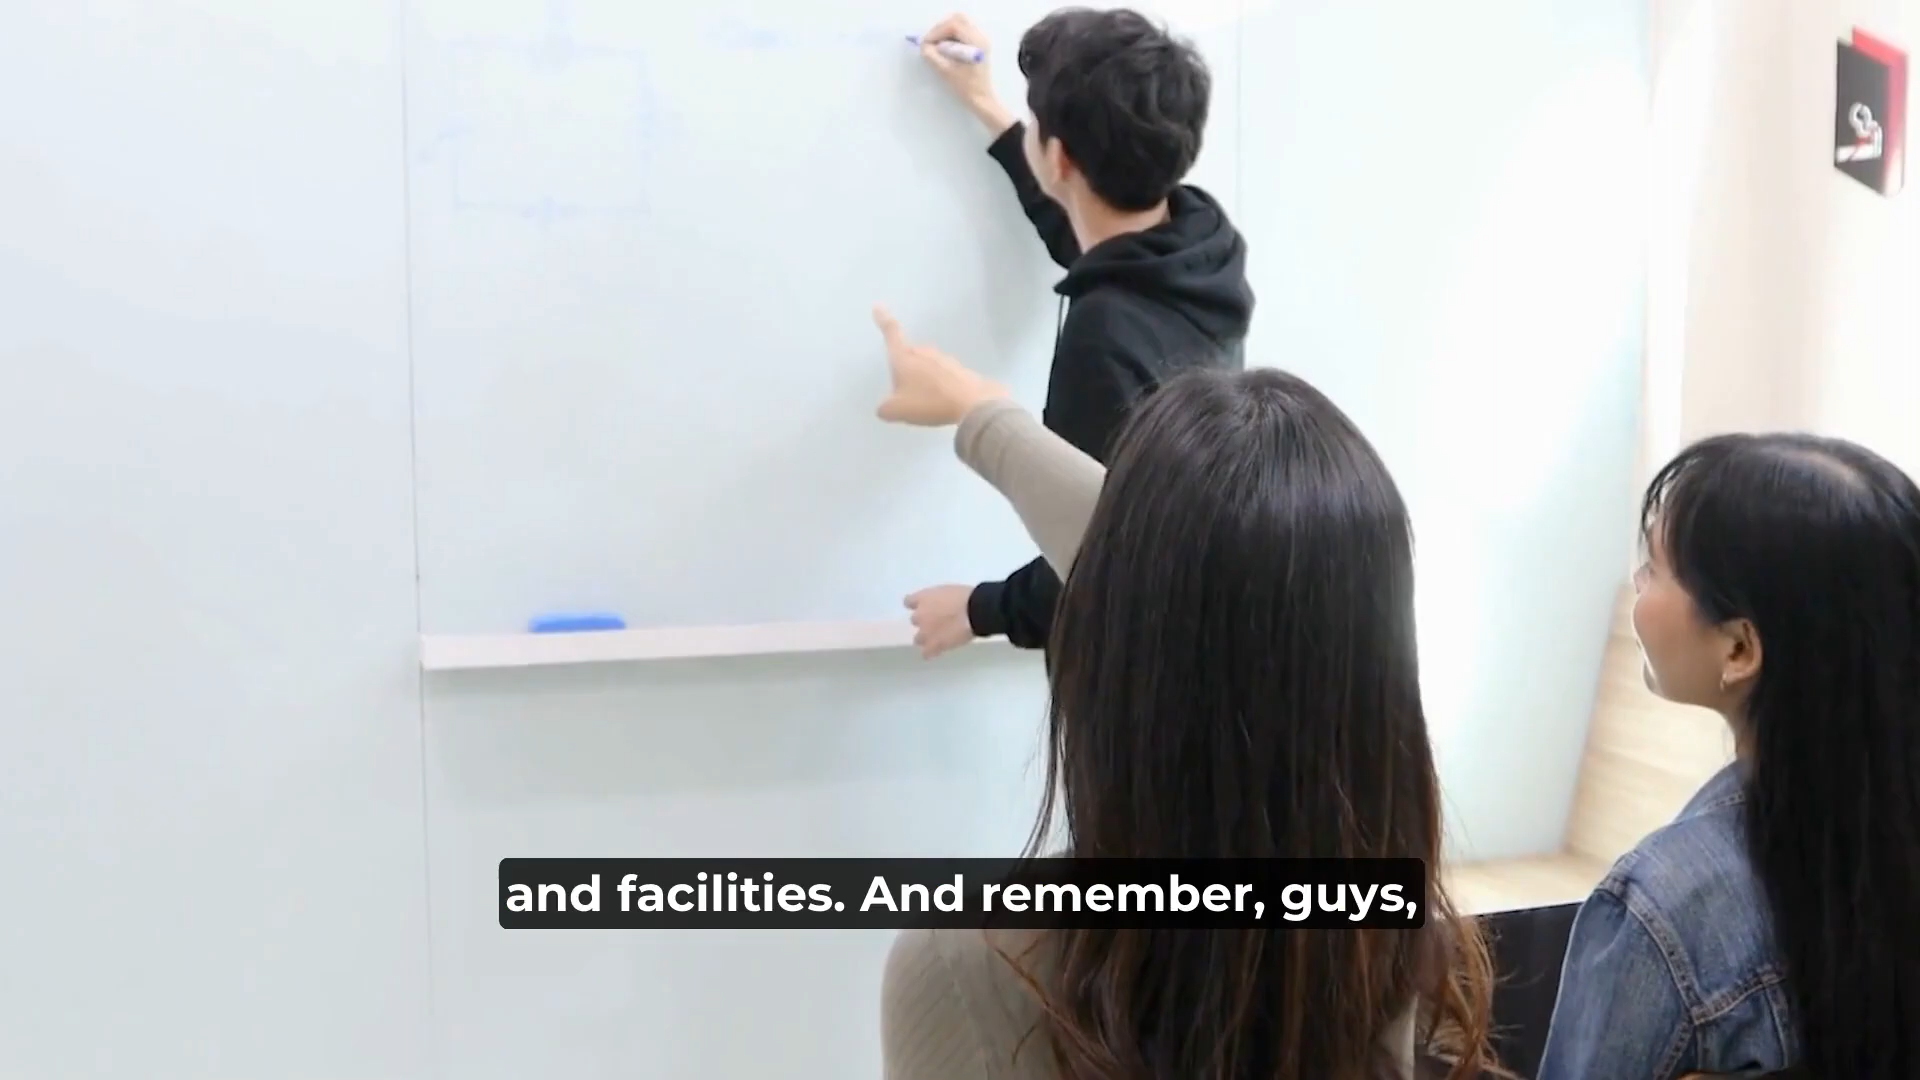 and facilities. And remember, guys,